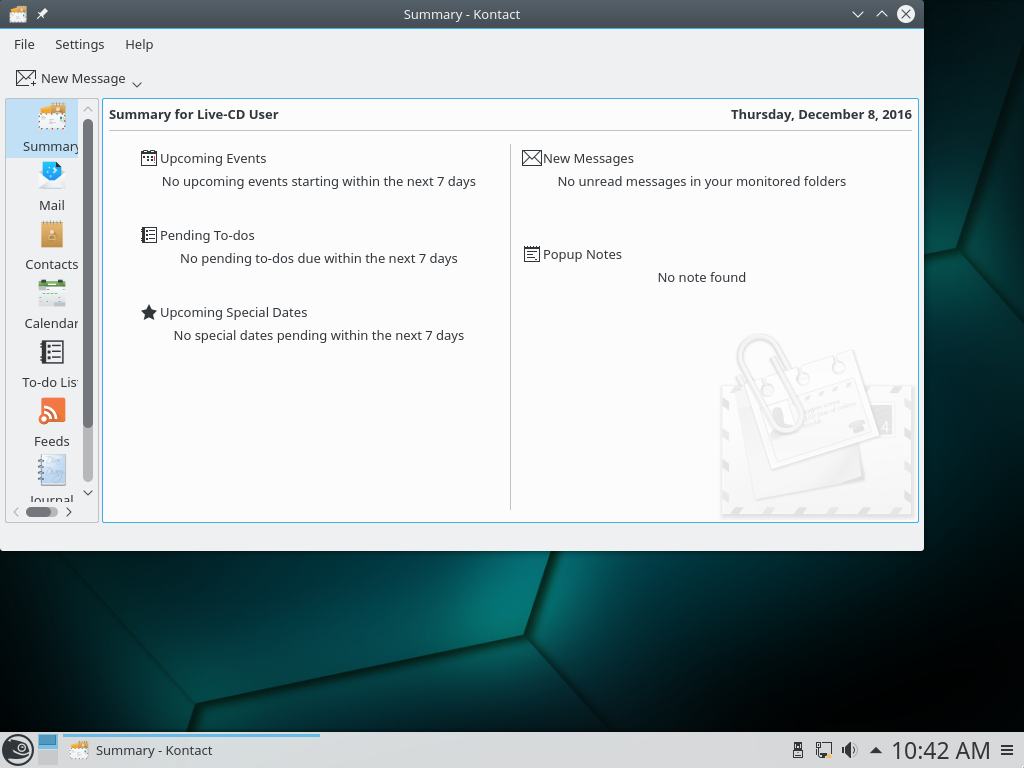 Summary - Kontact
File Settings Help
New Message
Summary for Live-CD User Thursday, December 8, 2016
Summary
Mail
Contacts
Calendar
To-do Lis
Feeds
Journal
Upcoming Events
No upcoming events starting within the next 7 days
Pending To-dos
No pending to-dos due within the next 7 days
Upcoming Special Dates
No special dates pending within the next 7 days
New Messages
No unread messages in your monitored folders
Popup Notes
No note found
4
Summary - Kontact
10:42 AM